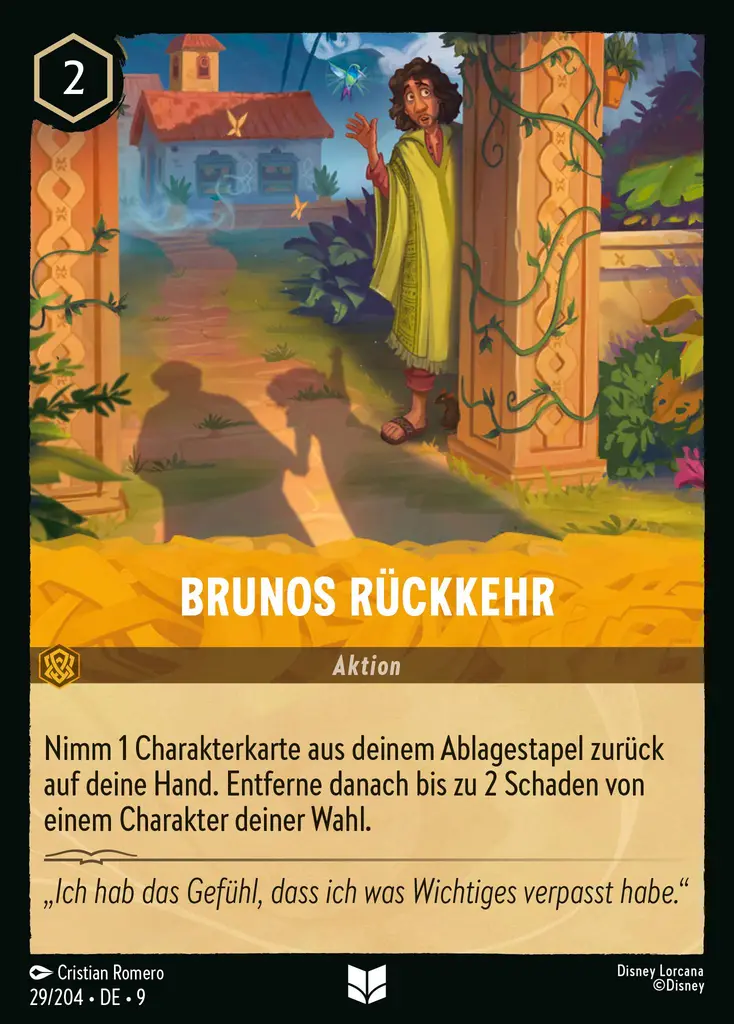 2
BRUNOS RÜCKKEHR
Aktion
Nimm 1 Charakterkarte aus deinem Ablagestapel zurück
auf deine Hand. Entferne danach bis zu 2 Schaden von
einem Charakter deiner Wahl.
„Ich hab das Gefühl, dass ich was Wichtiges verpasst habe.“
Cristian Romero
29/204 • DE • 9
Disney Lorcana
©Disney